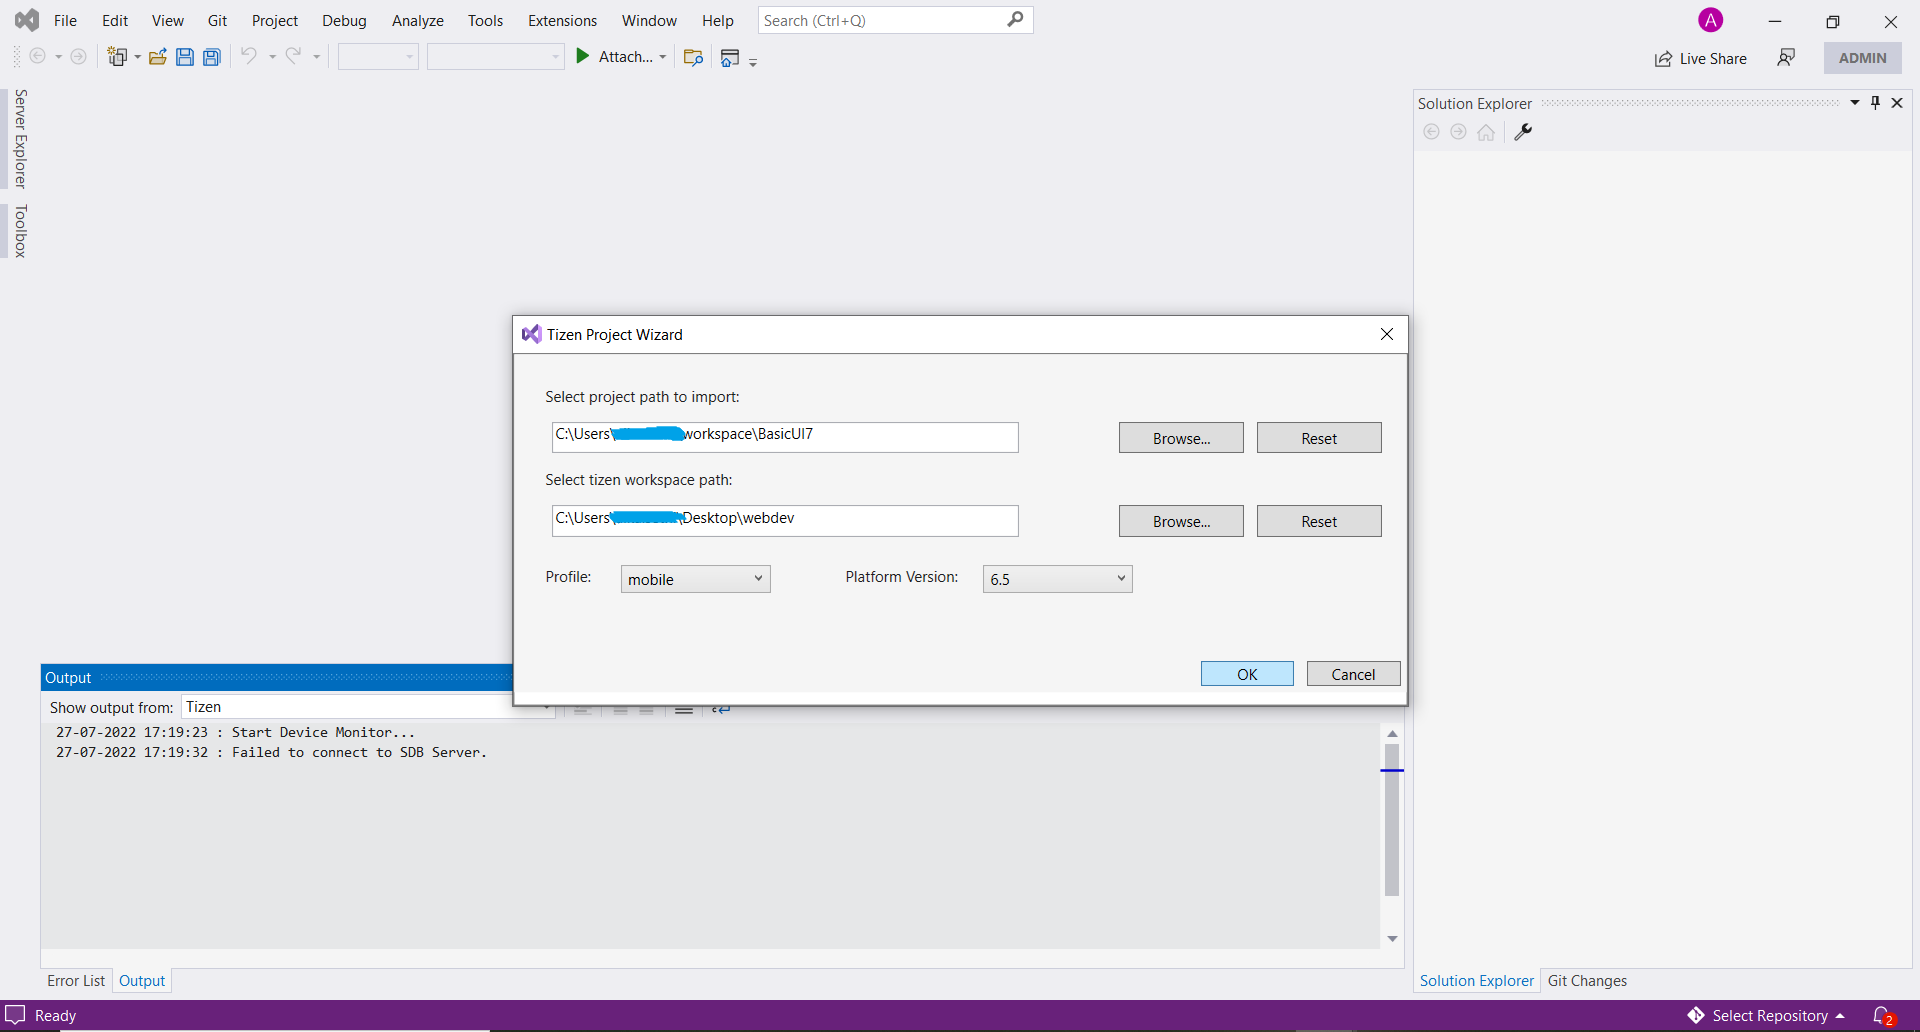 File Edit View Git Project Debug Analyze Tools Extensions Window Help Search (Ctrl+Q) A
Attach... Live Share ADMIN
Server Explorer
Toolbox
Solution Explorer
Tizen Project Wizard
Select project path to import:
C:\Users\ workspace\BasicUI7 Browse... Reset
Select tizen workspace path:
C:\Users \Desktop\webdev Browse... Reset
Profile: mobile Platform Version: 6.5
OK Cancel
Output
Show output from: Tizen
27-07-2022 17:19:23 : Start Device Monitor...
27-07-2022 17:19:32 : Failed to connect to SDB Server.
Error List Output Solution Explorer Git Changes
Ready Select Repository 2